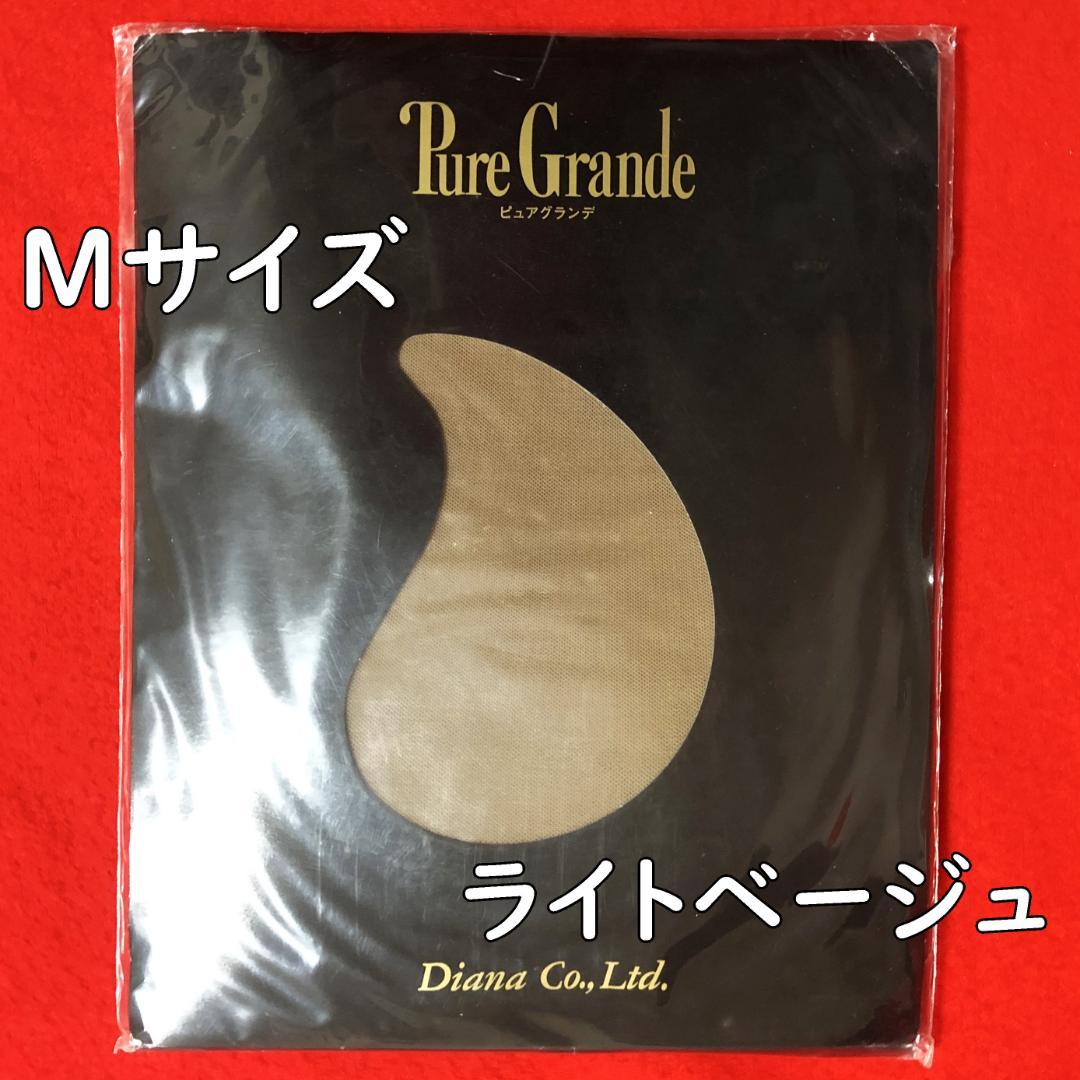 Pure Grande
ピュアグランデ
Mサイズ
ライトベージュ
Diana Co., Ltd.